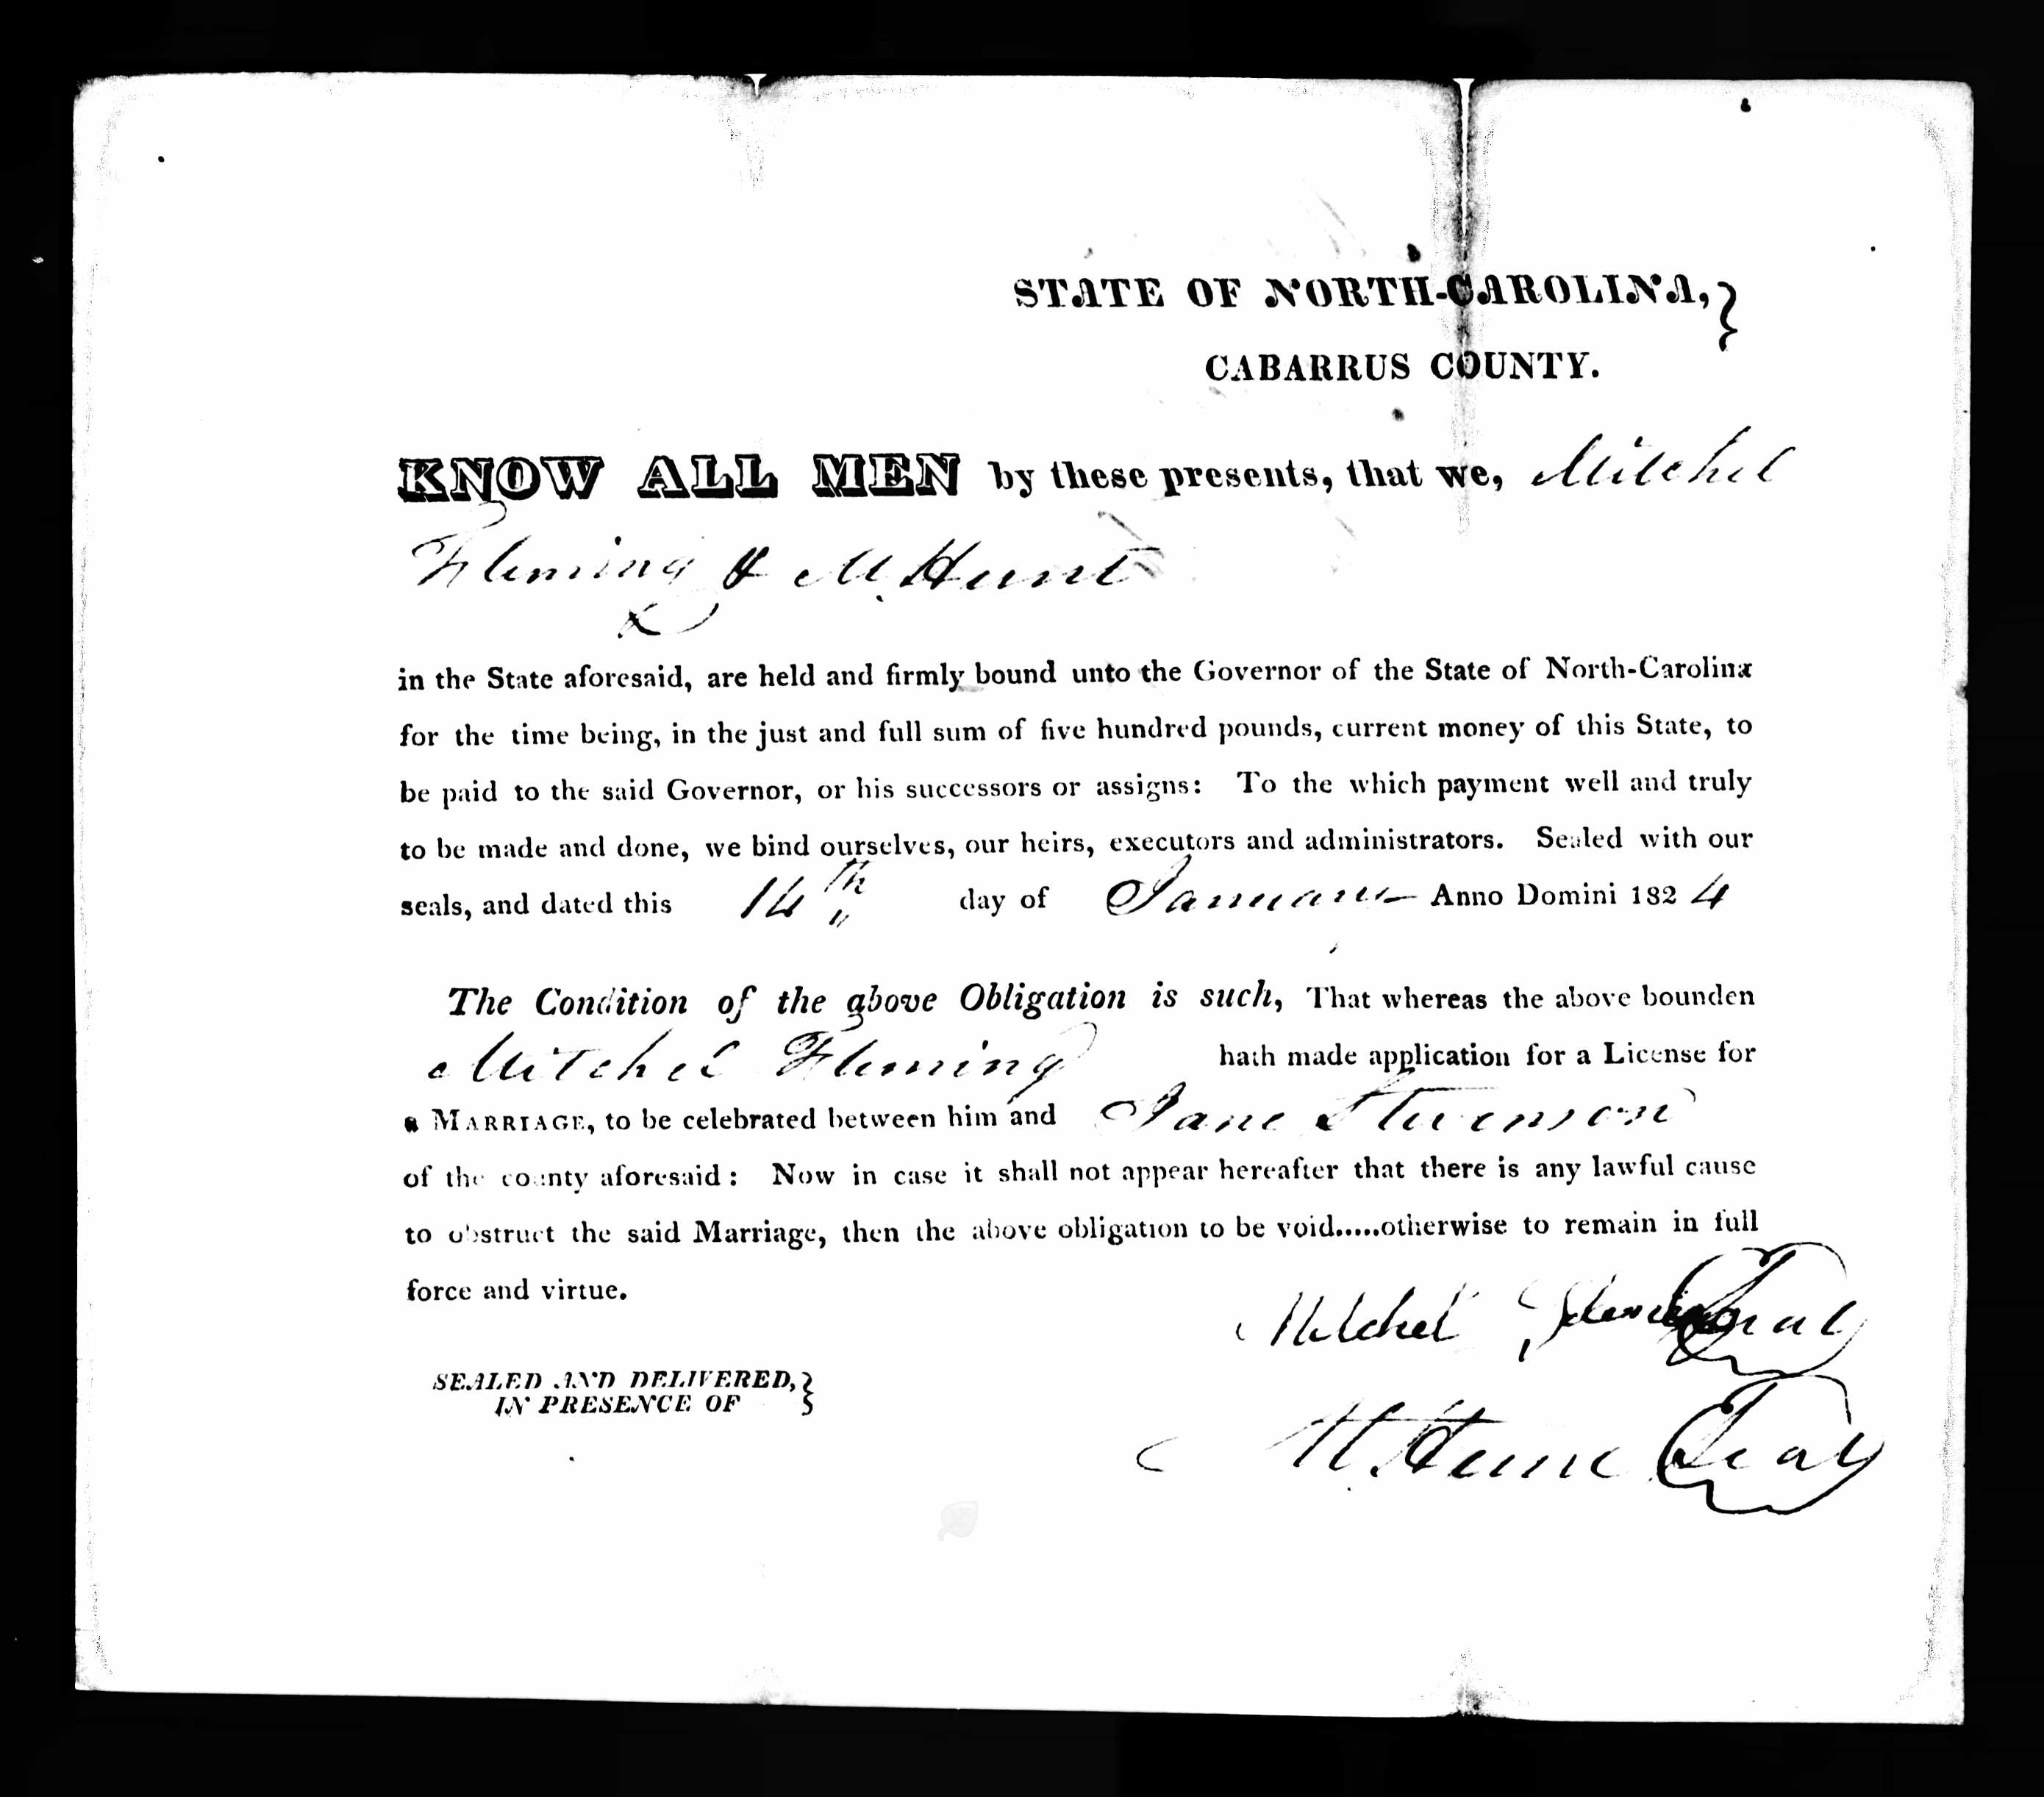 STATE OF NORTH-CAROLINA,}
CABARRUS COUNTY.
KNOW ALL MEN by these presents, that we, Mitchel
Fleming & M. Hunt
in the State aforesaid, are held and firmly bound unto the Governor of the State of North-Carolina
for the time being, in the just and full sum of five hundred pounds, current money of this State, to
be paid to the said Governor, or his successors or assigns: To the which payment well and truly
to be made and done, we bind ourselves, our heirs, executors and administrators. Sealed with our
seals, and dated this 14th day of January Anno Domini 1824
The Condition of the above Obligation is such, That whereas the above bounden
Mitchel Fleming hath made application for a License for
a MARRIAGE, to be celebrated between him and Jane Stevenson
of the county aforesaid: Now in case it shall not appear hereafter that there is any lawful cause
to obstruct the said Marriage, then the above obligation to be void.....otherwise to remain in full
force and virtue.
Mitchel Fleming Seal
SEALED AND DELIVERED,}
IN PRESENCE OF
M. Hunt Seal